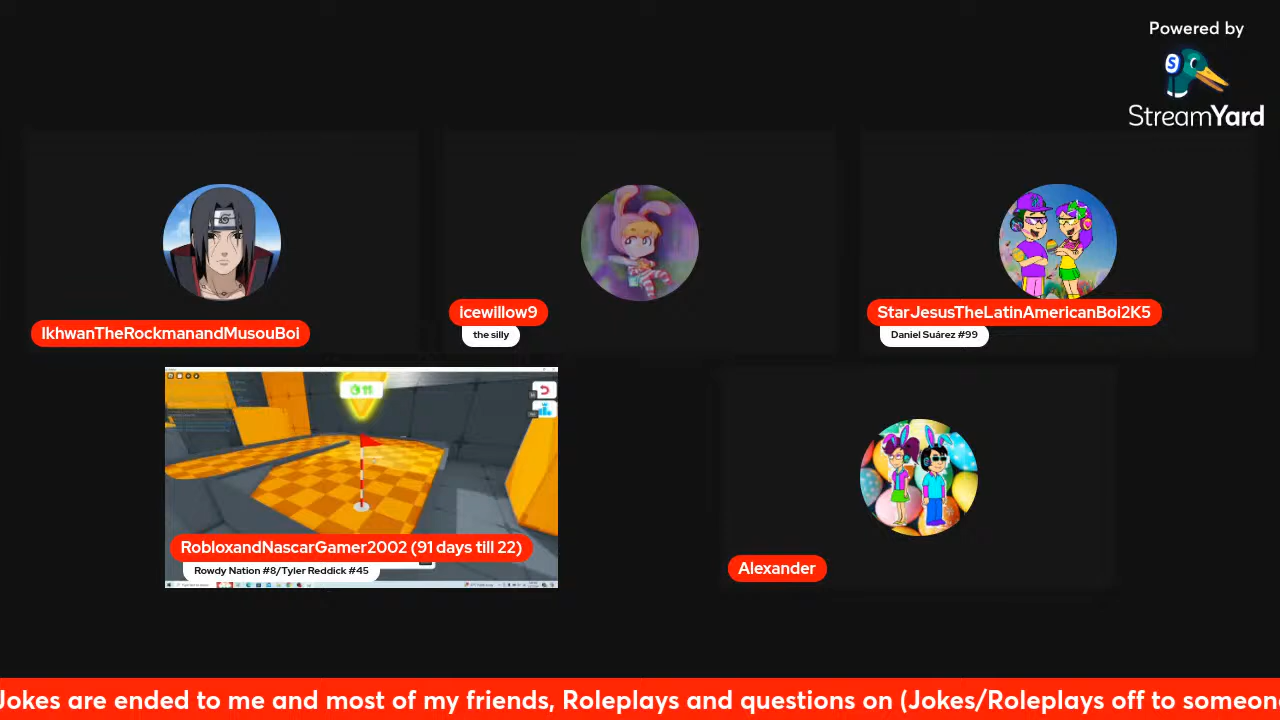 Powered by
S
StreamYard
IkhwanTheRockmanandMusouBoi
icewillow9
the silly
StarJesusTheLatinAmericanBoi2K5
Daniel Suárez #99
RobloxandNascarGamer2002 (91 days till 22)
Rowdy Nation #8/Tyler Reddick #45
Alexander
Jokes are ended to me and most of my friends, Roleplays and questions on (Jokes/Roleplays off to someon